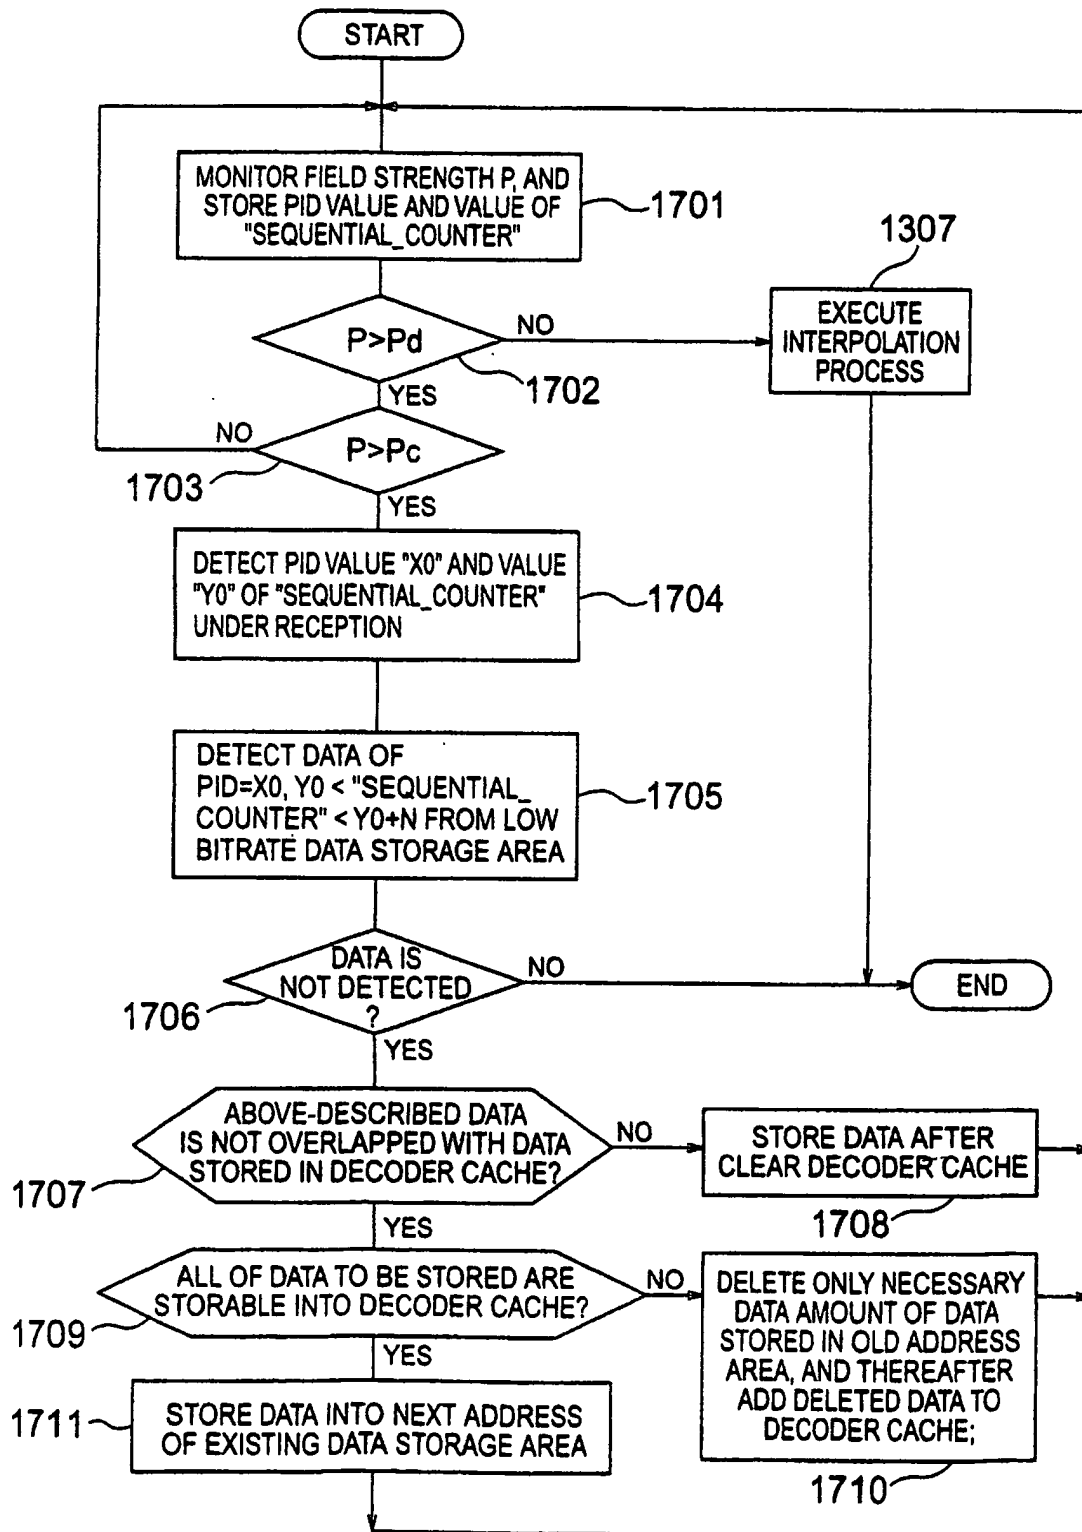 START
MONITOR FIELD STRENGTH P, AND
STORE PID VALUE AND VALUE OF
"SEQUENTIAL_COUNTER"
1701
1307
P>Pd
NO
1702
YES
EXECUTE
INTERPOLATION
PROCESS
NO
P>Pc
1703
YES
DETECT PID VALUE "X0" AND VALUE
"Y0" OF "SEQUENTIAL_COUNTER"
UNDER RECEPTION
1704
DETECT DATA OF
PID=X0, Y0 < "SEQUENTIAL_
COUNTER" < Y0+N FROM LOW
BITRATE DATA STORAGE AREA
1705
DATA IS
NOT DETECTED
?
NO
1706
YES
END
ABOVE-DESCRIBED DATA
IS NOT OVERLAPPED WITH DATA
STORED IN DECODER CACHE?
NO
1707
YES
STORE DATA AFTER
CLEAR DECODER CACHE
1708
ALL OF DATA TO BE STORED ARE
STORABLE INTO DECODER CACHE?
NO
1709
YES
DELETE ONLY NECESSARY
DATA AMOUNT OF DATA
STORED IN OLD ADDRESS
AREA, AND THEREAFTER
ADD DELETED DATA TO
DECODER CACHE;
1710
1711
STORE DATA INTO NEXT ADDRESS
OF EXISTING DATA STORAGE AREA